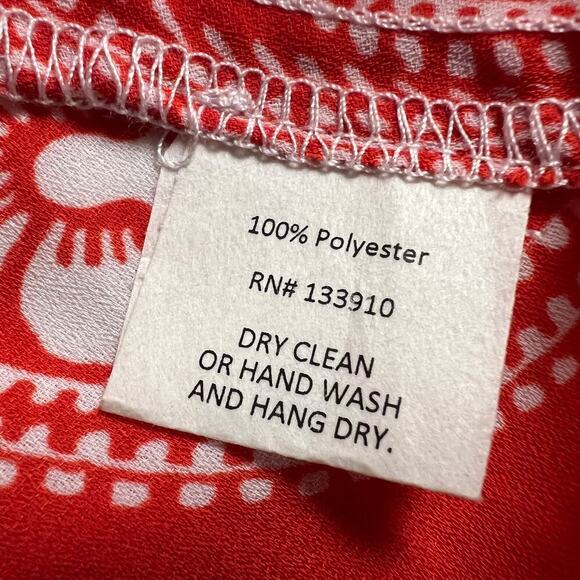 100% Polyester
RN# 133910
DRY CLEAN
OR HAND WASH
AND HANG DRY.